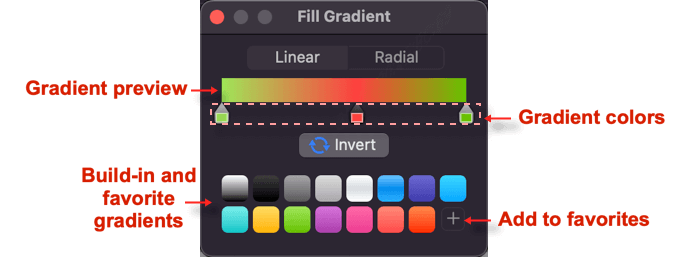 Fill Gradient
Linear
Radial
Gradient preview
Gradient colors
Invert
Build-in and
favorite
gradients
Add to favorites